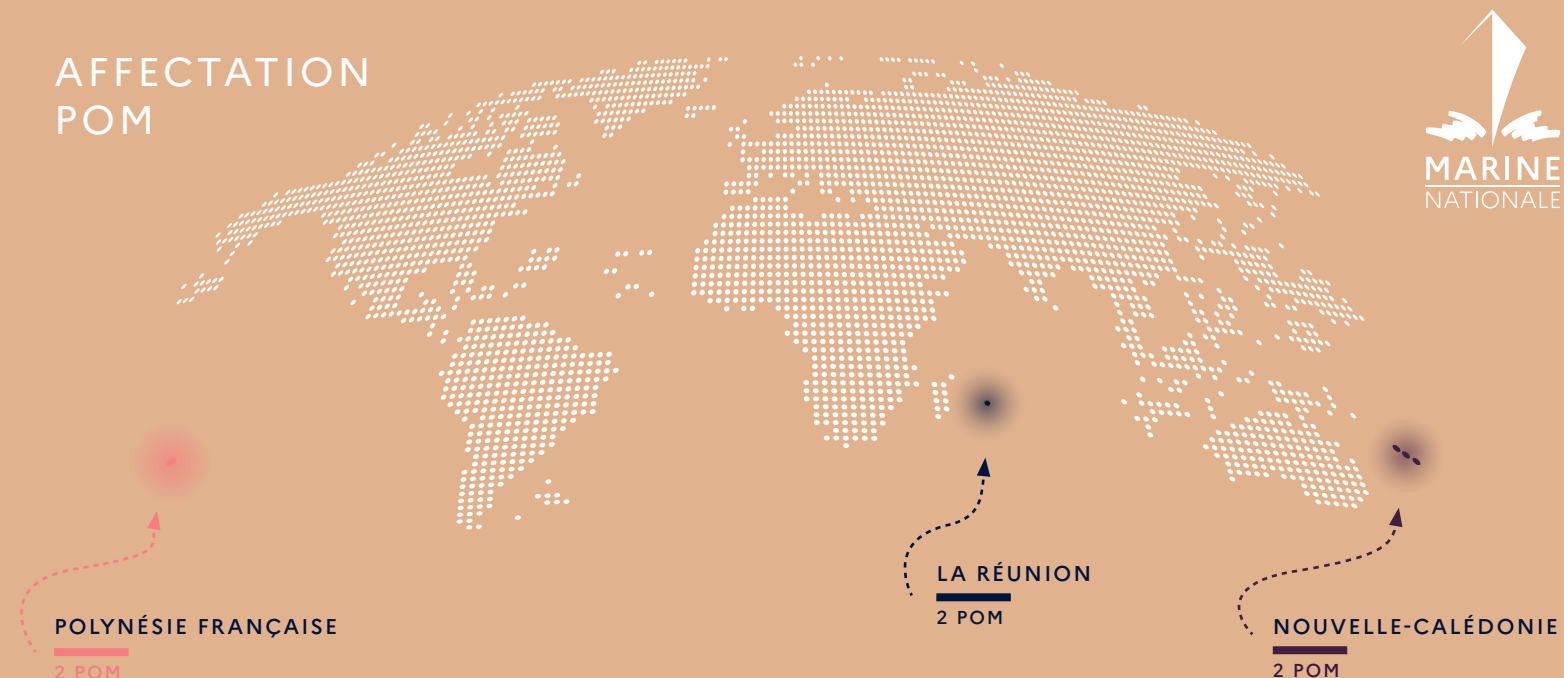 AFFECTATION
POM
MARINE
NATIONALE
LA RÉUNION
2 POM
POLYNÉSIE FRANÇAISE
2 POM
NOUVELLE-CALÉDONIE
2 POM